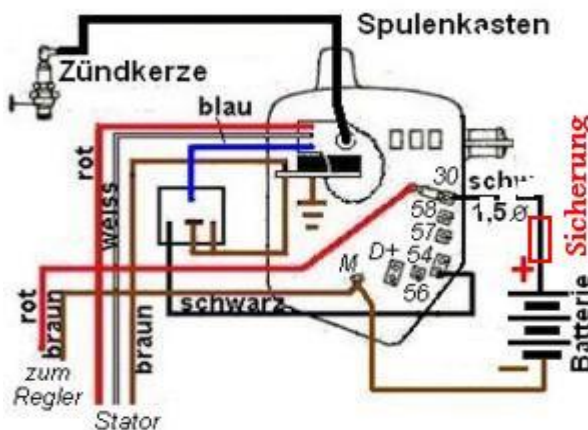 Spulenkasten
Zündkerze
blau
rot
weiss
30
1,5
Sicherung
58
57
54
D+
M
56
+
schwarz
rot
braun
braun
Batterie
−
zum
Regler
Stator